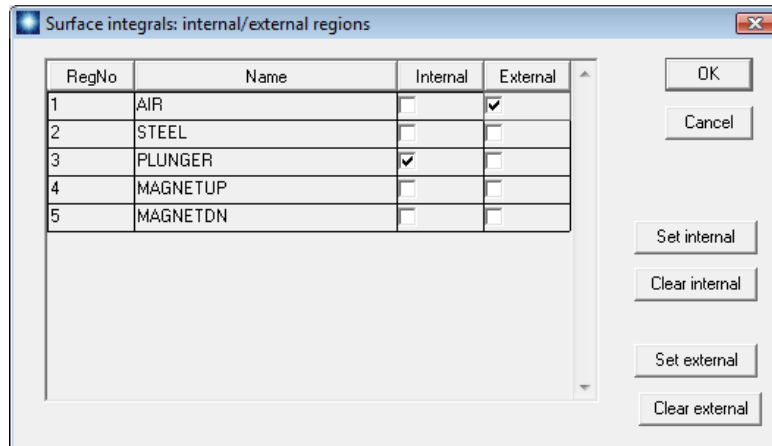 Surface integrals: internal/external regions
RegNo Name Internal External
1 AIR
2 STEEL
3 PLUNGER
4 MAGNETUP
5 MAGNETDN
OK
Cancel
Set internal
Clear internal
Set external
Clear external